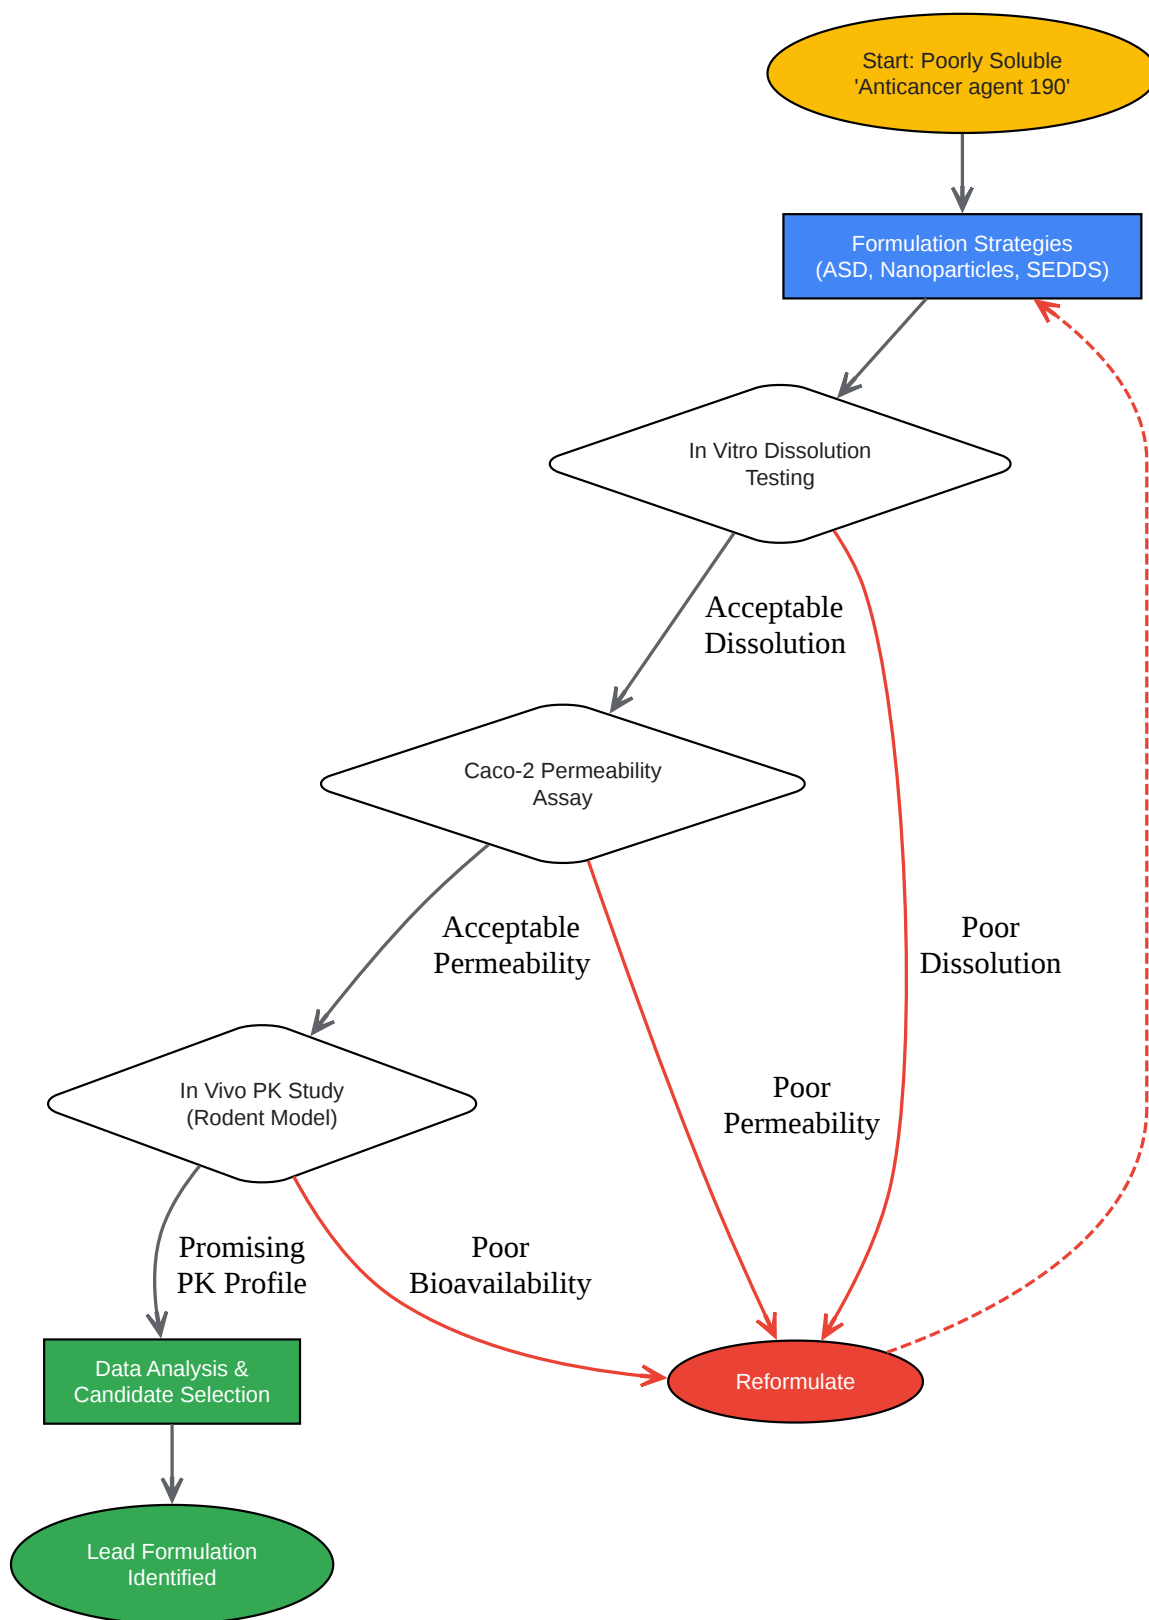 Start: Poorly Soluble
'Anticancer agent 190'
Formulation Strategies
(ASD, Nanoparticles, SEDDS)
In Vitro Dissolution
Testing
Acceptable
Dissolution
Caco-2 Permeability
Assay
Acceptable
Permeability
Poor
Dissolution
In Vivo PK Study
(Rodent Model)
Poor
Permeability
Promising
PK Profile
Poor
Bioavailability
Data Analysis &
Candidate Selection
Reformulate
Lead Formulation
Identified